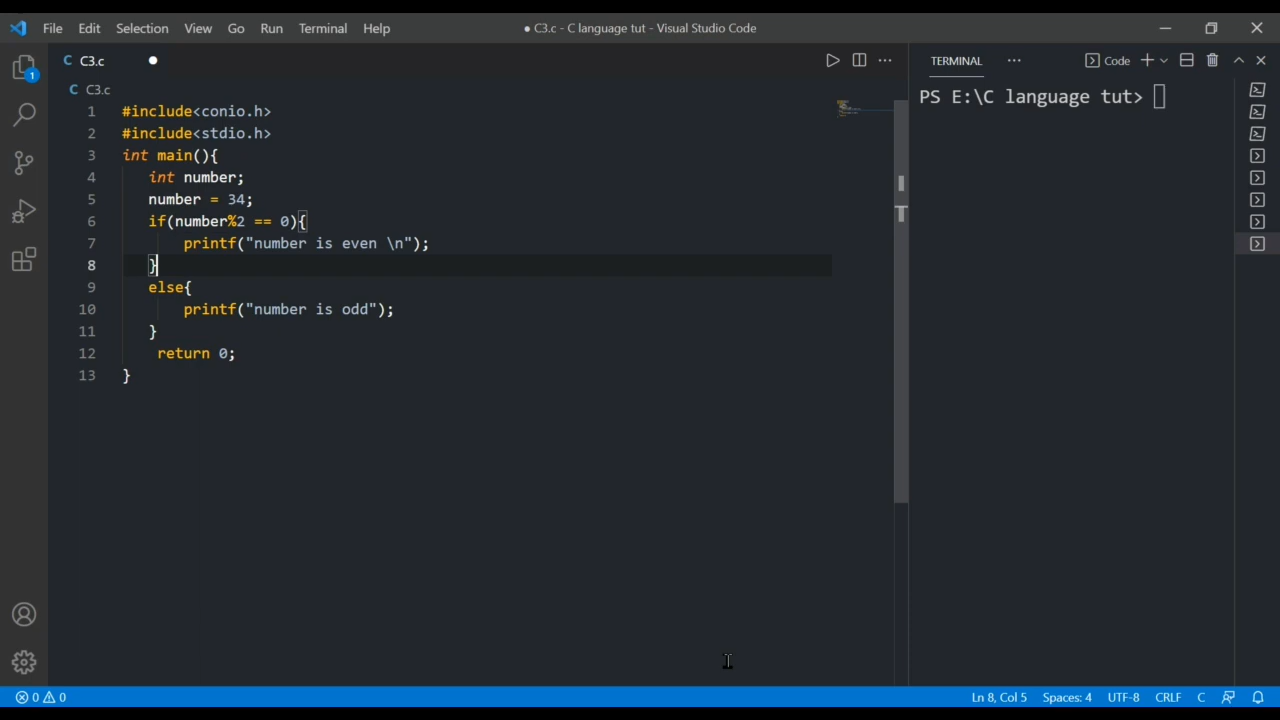 File Edit Selection View Go Run Terminal Help
● C3.c - C language tut - Visual Studio Code
C C3.c ●
C C3.c
1 #include<conio.h>
2 #include<stdio.h>
3 int main(){
4 int number;
5 number = 34;
6 if(number%2 == 0){
7 printf("number is even \n");
8 }
9 else{
10 printf("number is odd");
11 }
12 return 0;
13 }
TERMINAL ··· Code
PS E:\C language tut>
1
0 0
Ln 8, Col 5 Spaces: 4 UTF-8 CRLF C